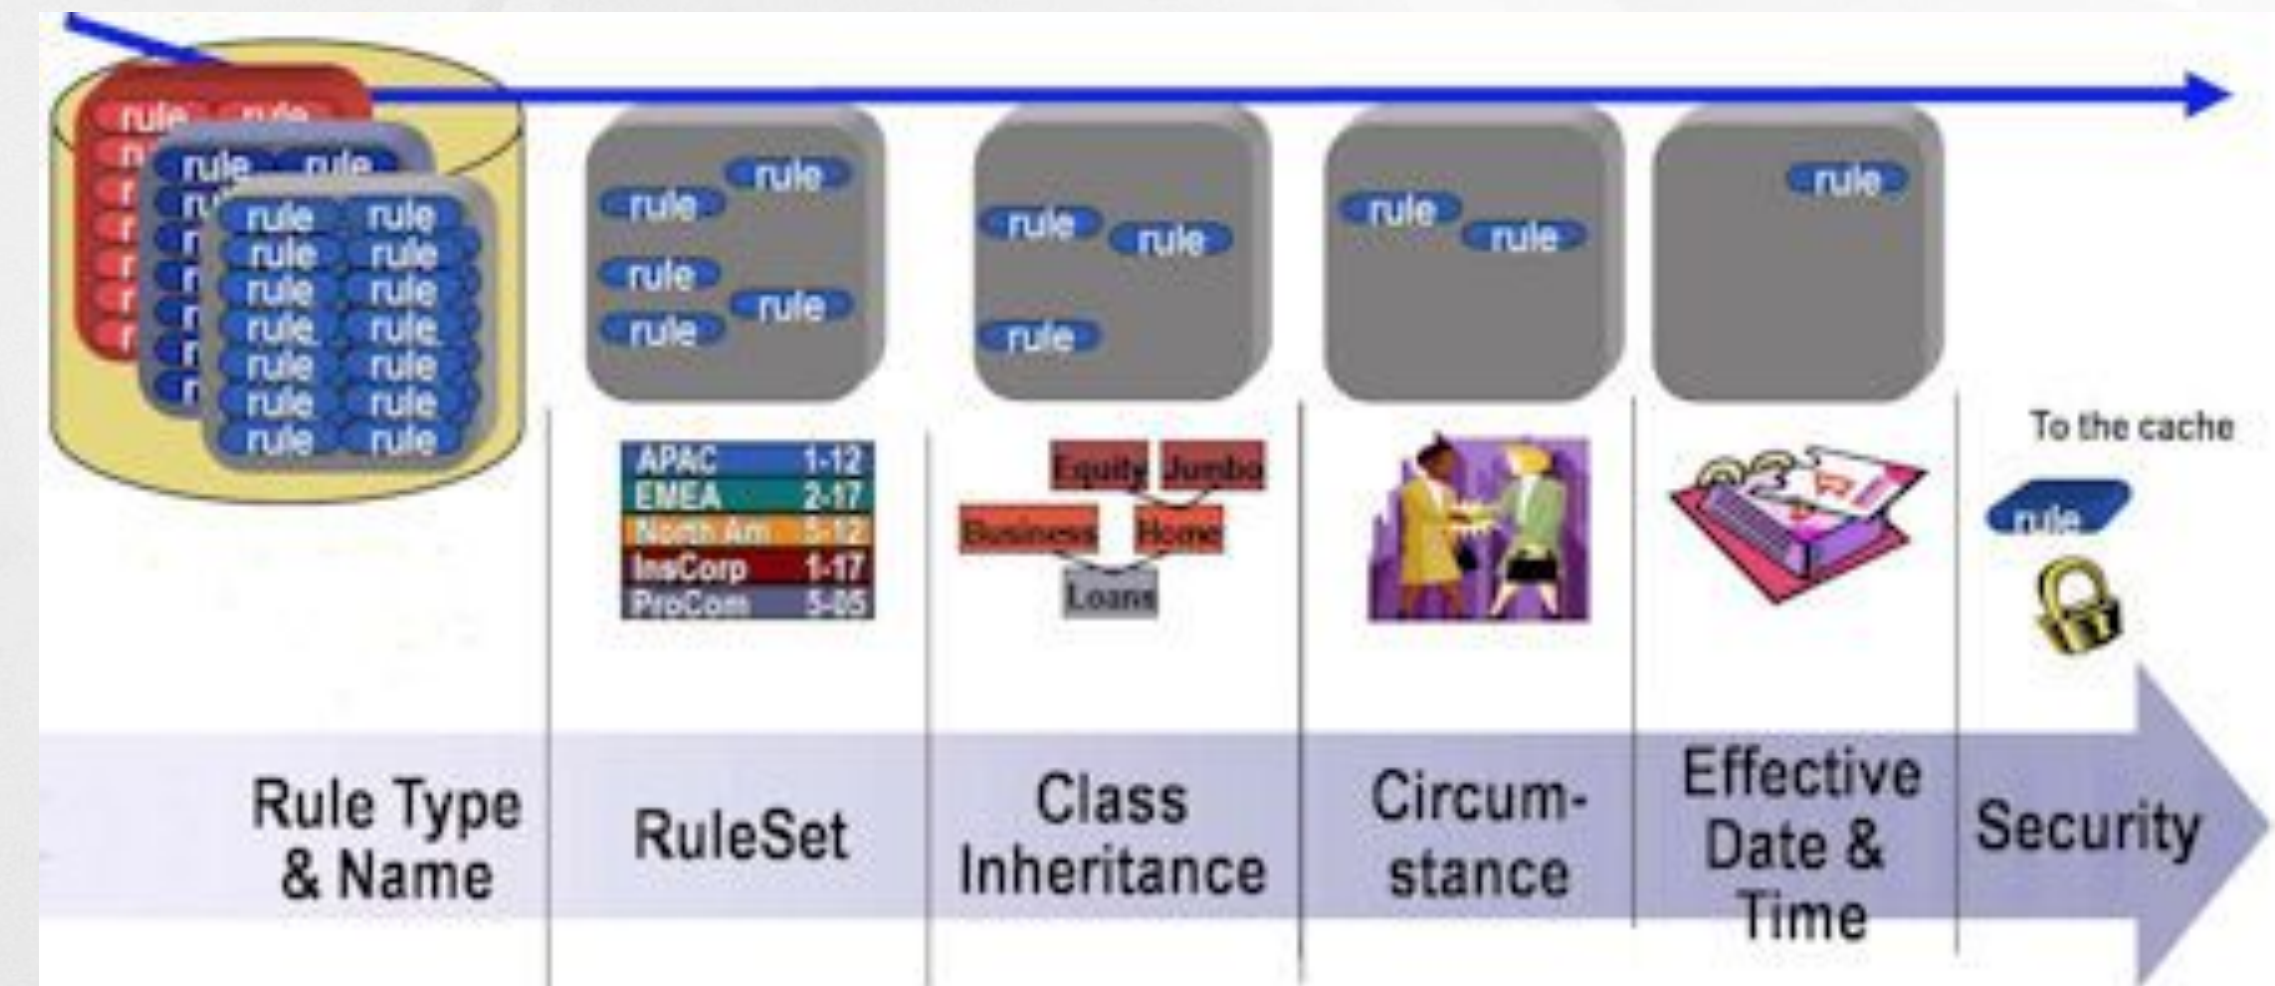 rule rule
rule rule
rule rule
rule rule
rule rule
rule rule
rule rule
rule rule
rule rule
rule
rule
rule
rule
rule
rule
rule
rule
rule
rule
rule
To the cache
rule
APAC 1-12
EMEA 2-17
North Am 5-12
InsCorp 1-17
ProCom 5-05
Equity Jumbo
Business Home
Loans
Rule Type
& Name
RuleSet
Class
Inheritance
Circum-
stance
Effective
Date &
Time
Security